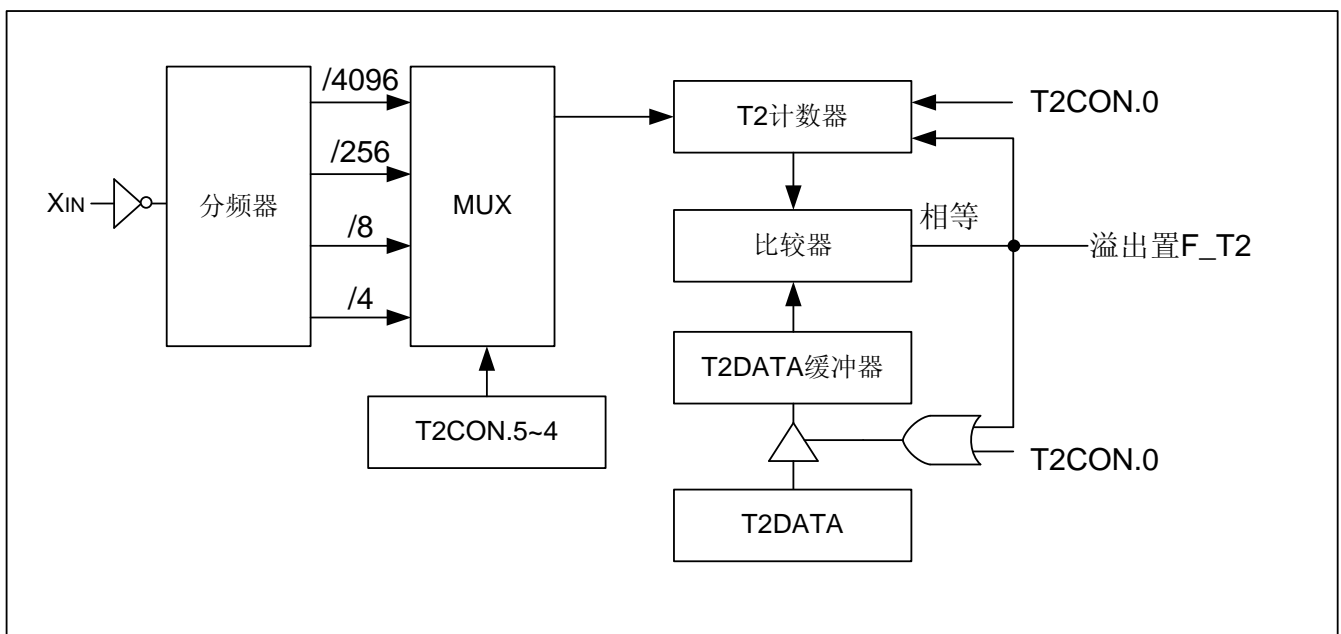 /4096
/256
/8
/4
XIN
分频器
MUX
T2CON.5~4
T2计数器
T2CON.0
比较器
相等
溢出置F_T2
T2DATA缓冲器
T2CON.0
T2DATA